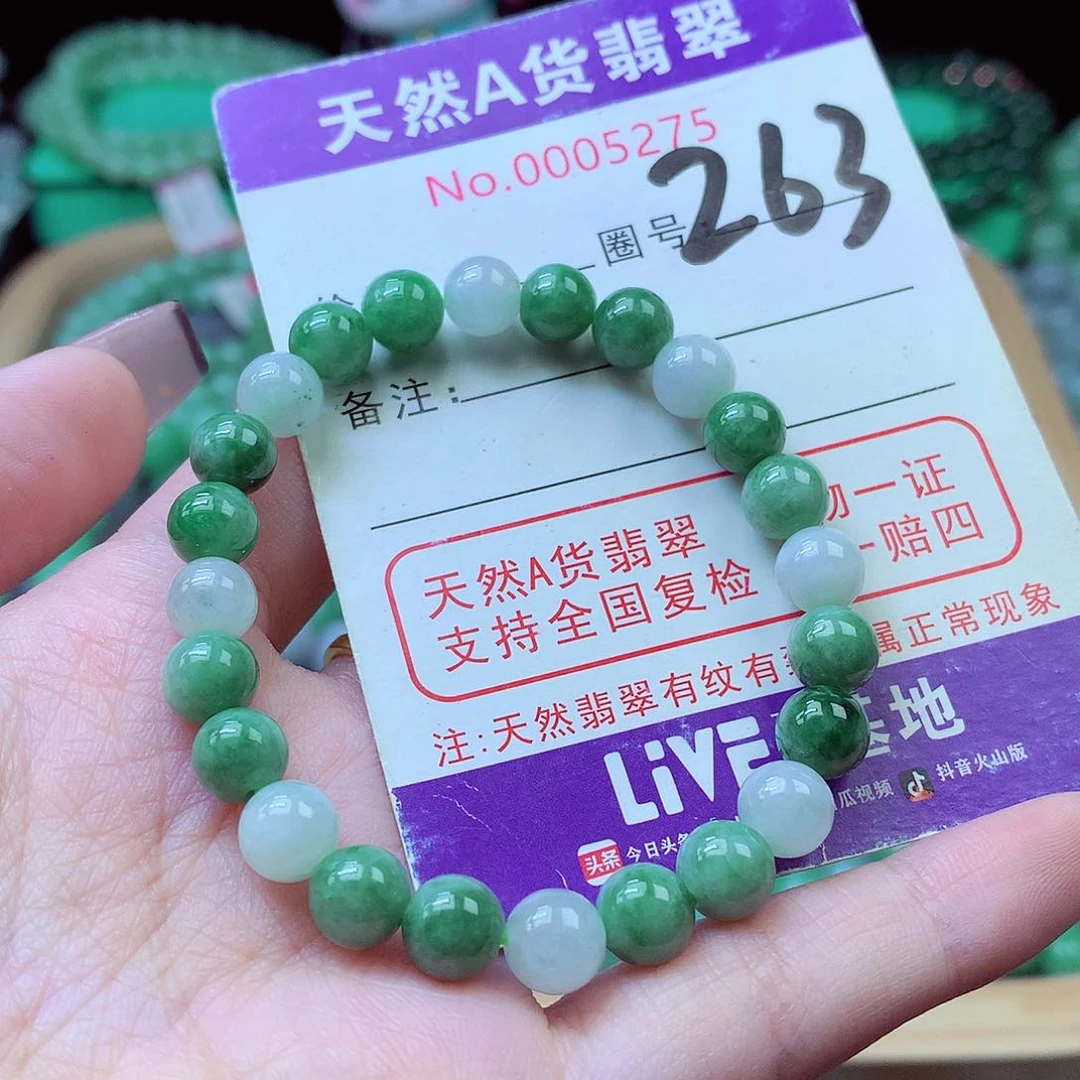 天然A货翡翠
No.0005275
圈号 263
备注:
天然A货翡翠 物一证
支持全国复检 一赔四
注:天然翡翠有纹有 属正常现象
LiVE 基地
头条 今日头条 瓜视频 抖音火山版